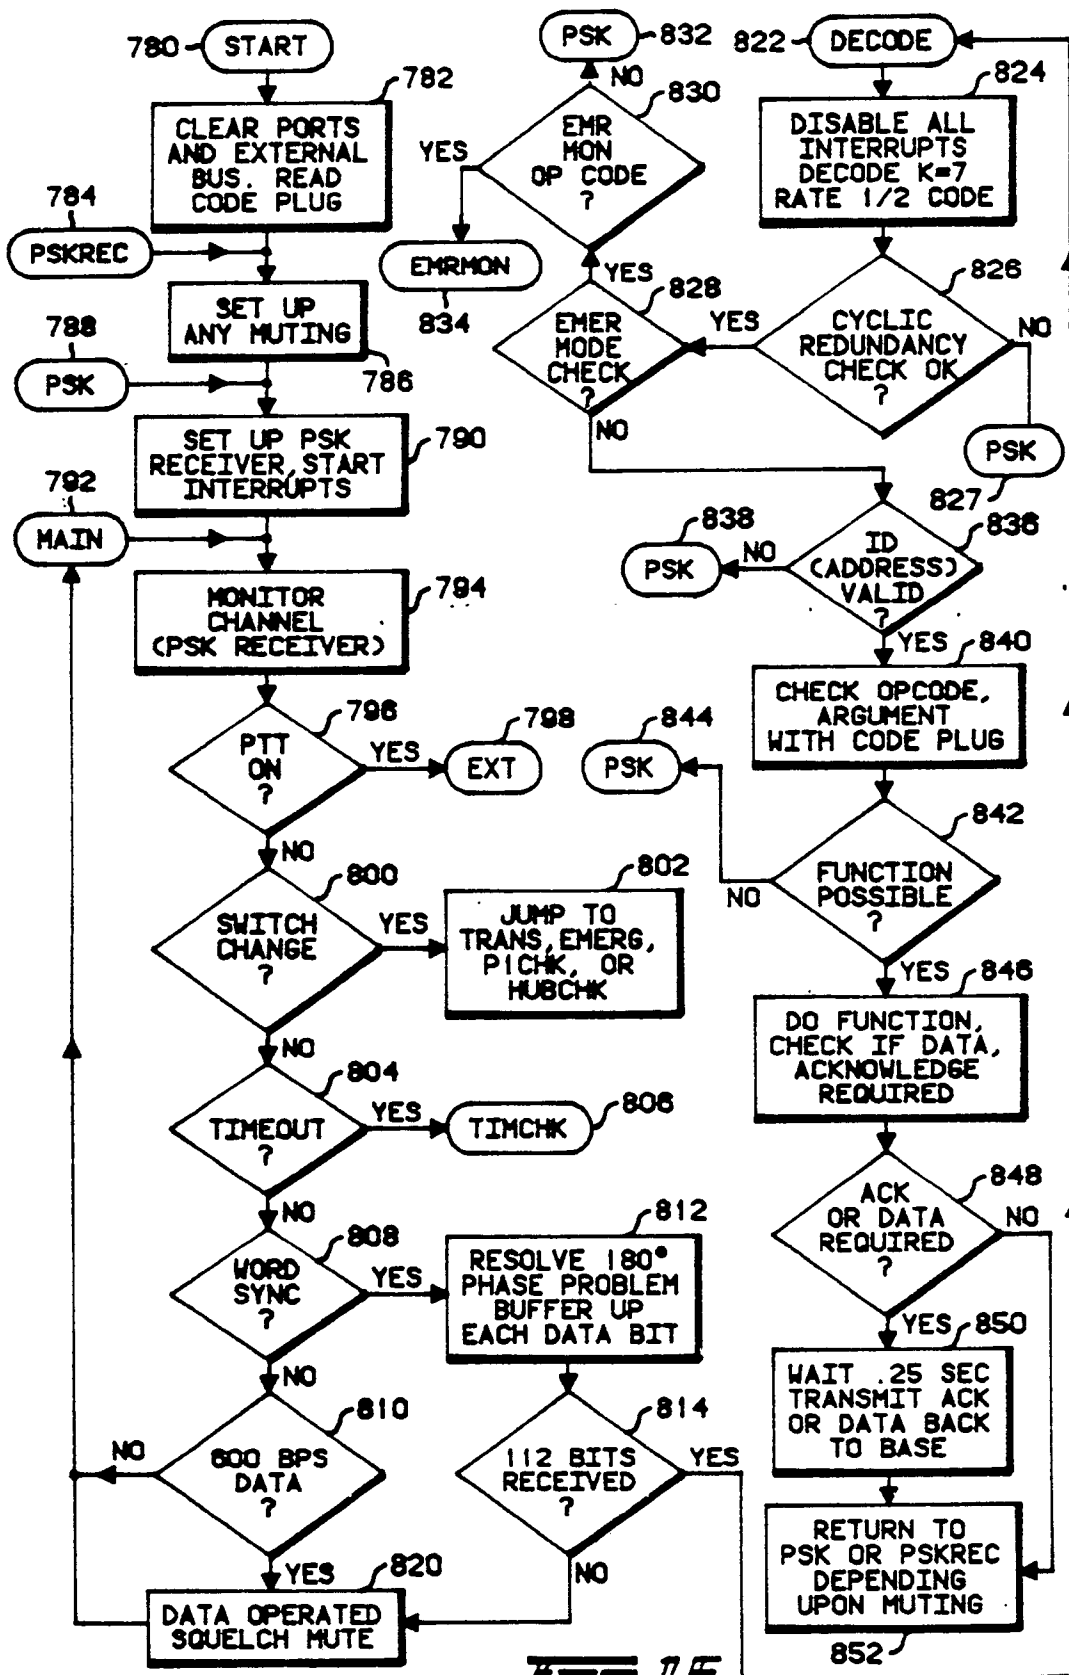 780
START
782
CLEAR PORTS
AND EXTERNAL
BUS. READ
CODE PLUG
784
PSKREC
SET UP
ANY MUTING
786
788
PSK
SET UP PSK
RECEIVER, START
INTERRUPTS
790
792
MAIN
MONITOR
CHANNEL
(PSK RECEIVER)
794
PTT
ON
?
796
YES
798
EXT
NO
SWITCH
CHANGE
?
800
YES
802
JUMP TO
TRANS, EMERG,
P1CHK, OR
HUBCHK
NO
TIMEOUT
?
804
YES
TIMCHK
806
NO
WORD
SYNC
?
808
YES
812
RESOLVE 180°
PHASE PROBLEM
BUFFER UP
EACH DATA BIT
NO
600 BPS
DATA
?
810
NO
YES
112 BITS
RECEIVED
?
814
YES
NO
820
DATA OPERATED
SQUELCH MUTE
PSK
832
NO
EMR
MON
OP CODE
?
830
YES
EMRMON
834
YES
EMER
MODE
CHECK
?
828
YES
NO
822
DECODE
824
DISABLE ALL
INTERRUPTS
DECODE K=7
RATE 1/2 CODE
CYCLIC
REDUNDANCY
CHECK OK
?
826
NO
PSK
827
ID
(ADDRESS)
VALID
?
836
NO
838
PSK
YES
840
CHECK OPCODE,
ARGUMENT
WITH CODE PLUG
844
PSK
FUNCTION
POSSIBLE
?
842
NO
YES
846
DO FUNCTION,
CHECK IF DATA,
ACKNOWLEDGE
REQUIRED
ACK
OR DATA
REQUIRED
?
848
NO
YES
850
WAIT .25 SEC
TRANSMIT ACK
OR DATA BACK
TO BASE
RETURN TO
PSK OR PSKREC
DEPENDING
UPON MUTING
852